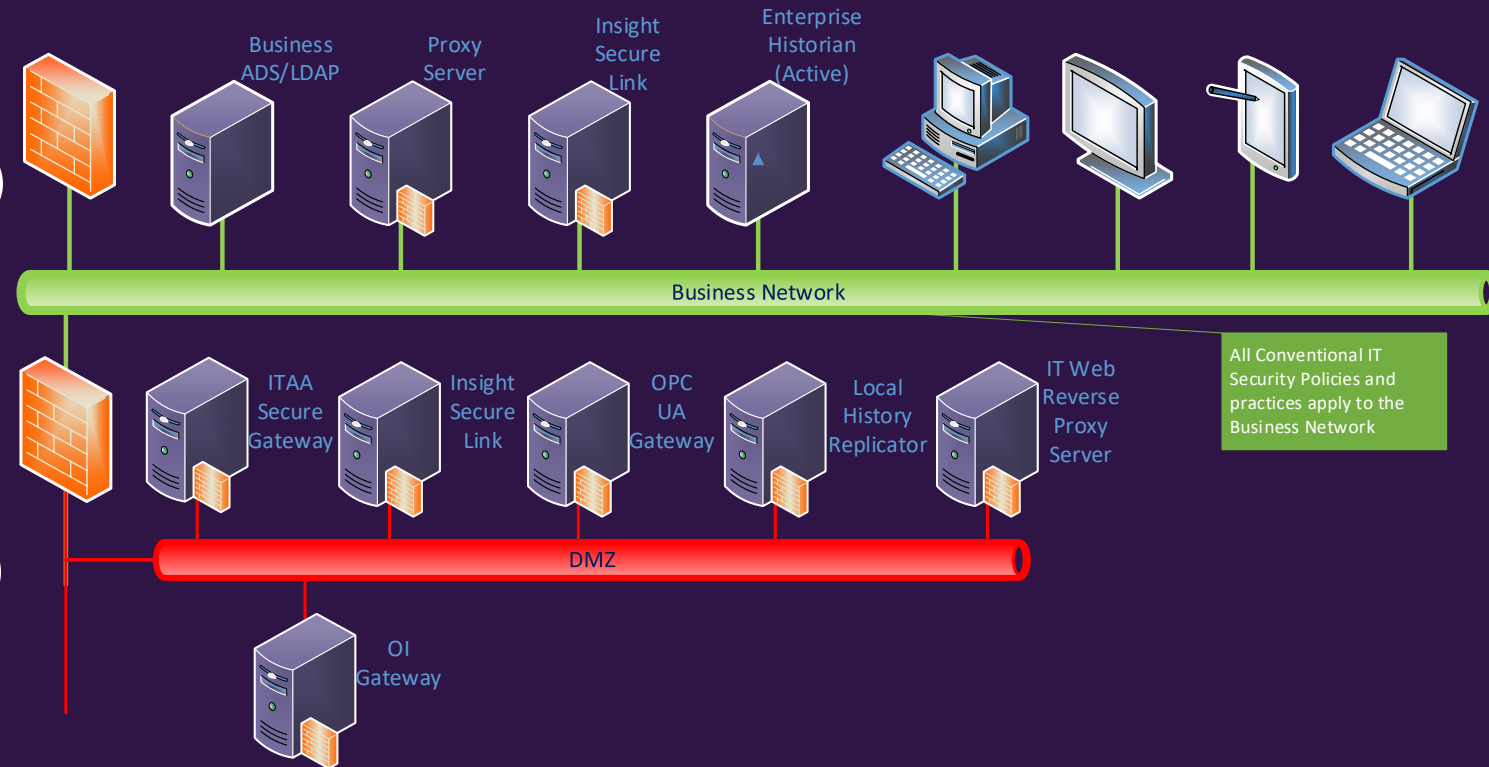 Business
ADS/LDAP
Proxy
Server
Insight
Secure
Link
Enterprise
Historian
(Active)
Business Network
ITAA
Secure
Gateway
Insight
Secure
Link
OPC
UA
Gateway
Local
History
Replicator
IT Web
Reverse
Proxy
Server
All Conventional IT
Security Policies and
practices apply to the
Business Network
DMZ
OI
Gateway